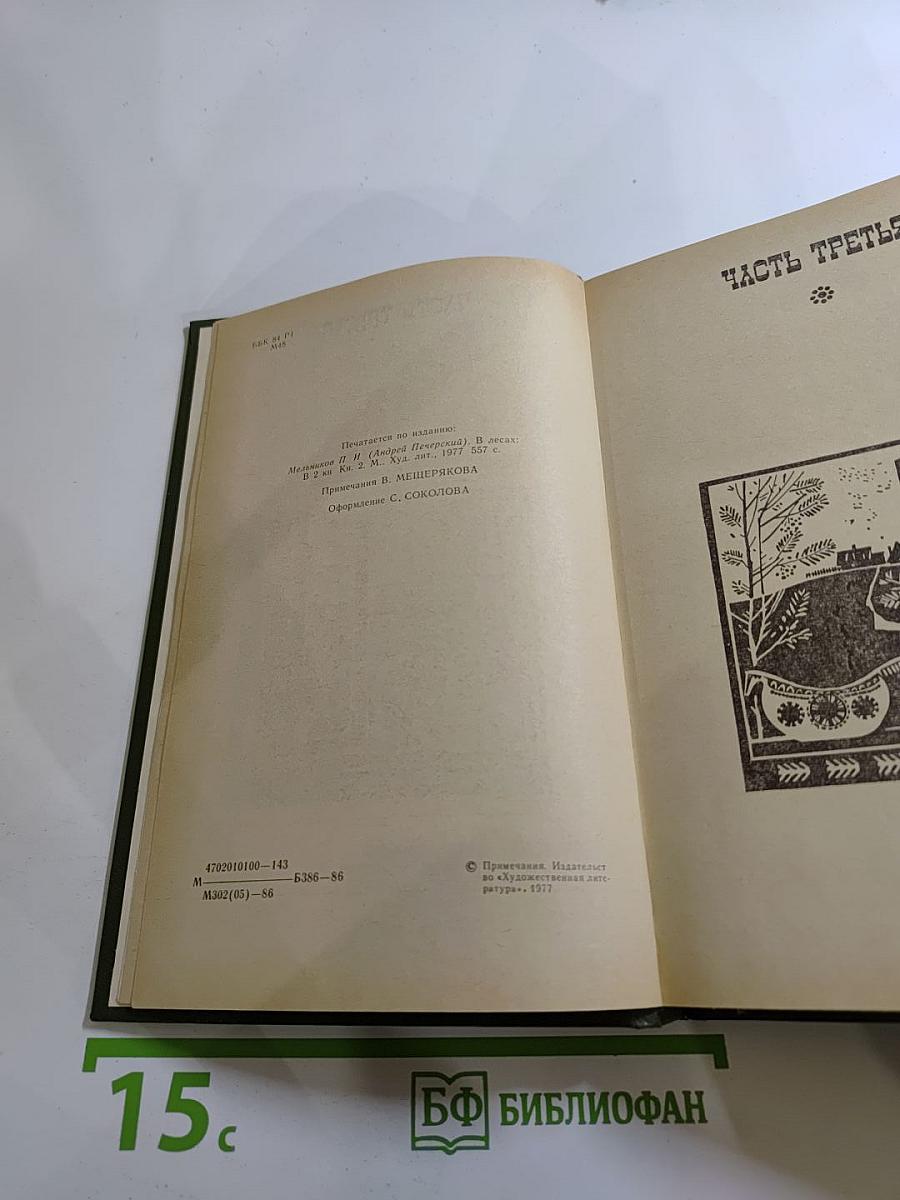 ББК 84 Р1
М48
Печатается по изданию:
Мельников П. И (Андрей Печерский). В лесах:
В 2 кн Кн. 2. М.. Худ. лит., 1977 557 с.
Примечания В. МЕЩЕРЯКОВА
Оформление С. СОКОЛОВА
4702010100—143
М————Б386—86
М302(05)—86
© Примечания. Издательст
во «Художественная лите-
ратура». 1977
ЧАСТЬ ТРЕТЬЯ
15 с
БФ БИБЛИОФАН